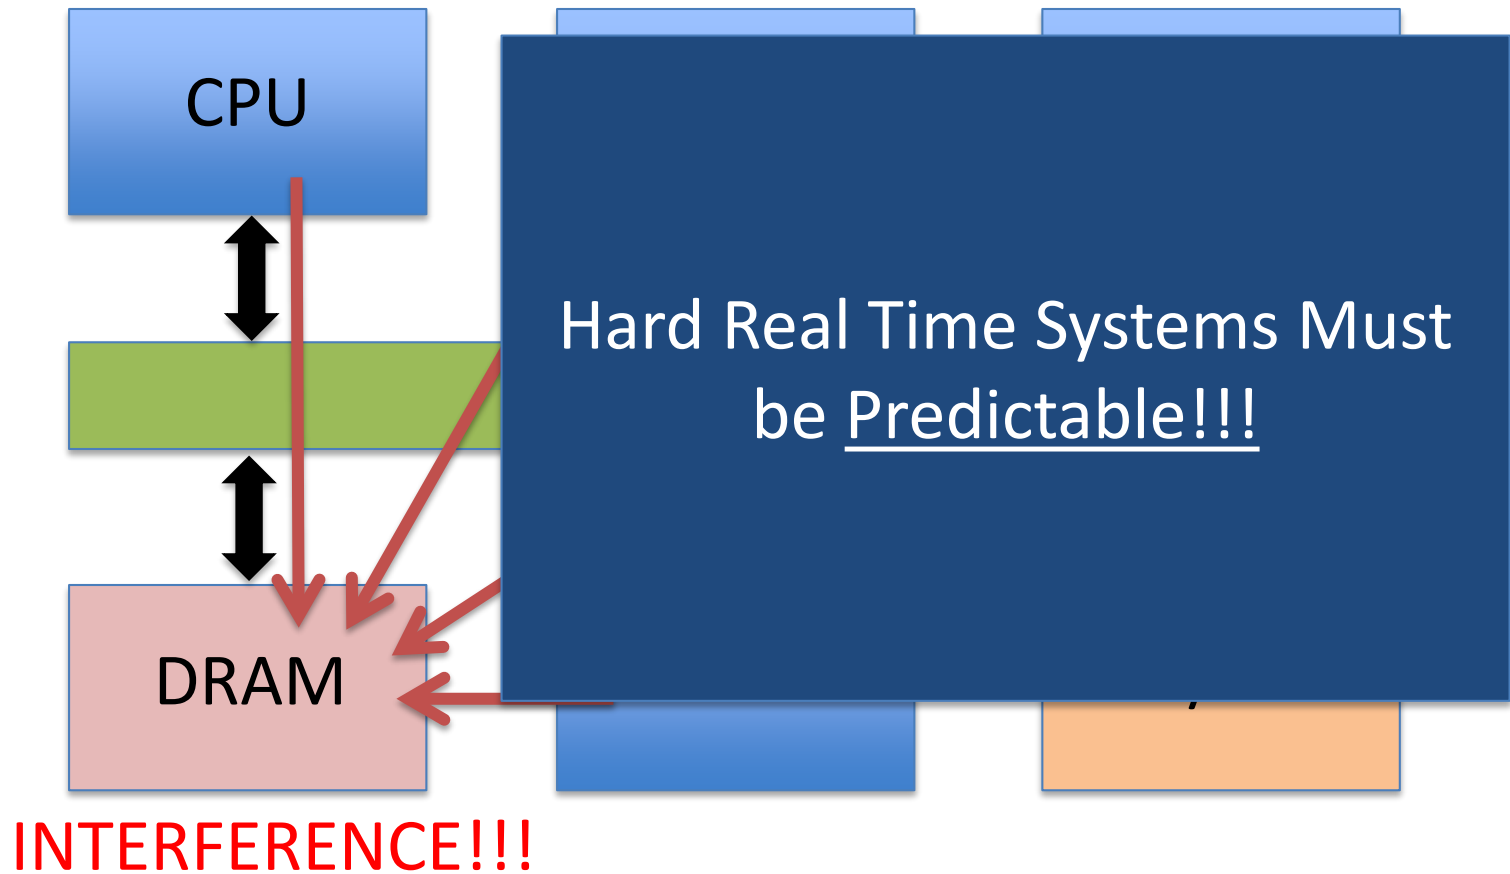 CPU
Hard Real Time Systems Must
be Predictable!!!
DRAM
INTERFERENCE!!!